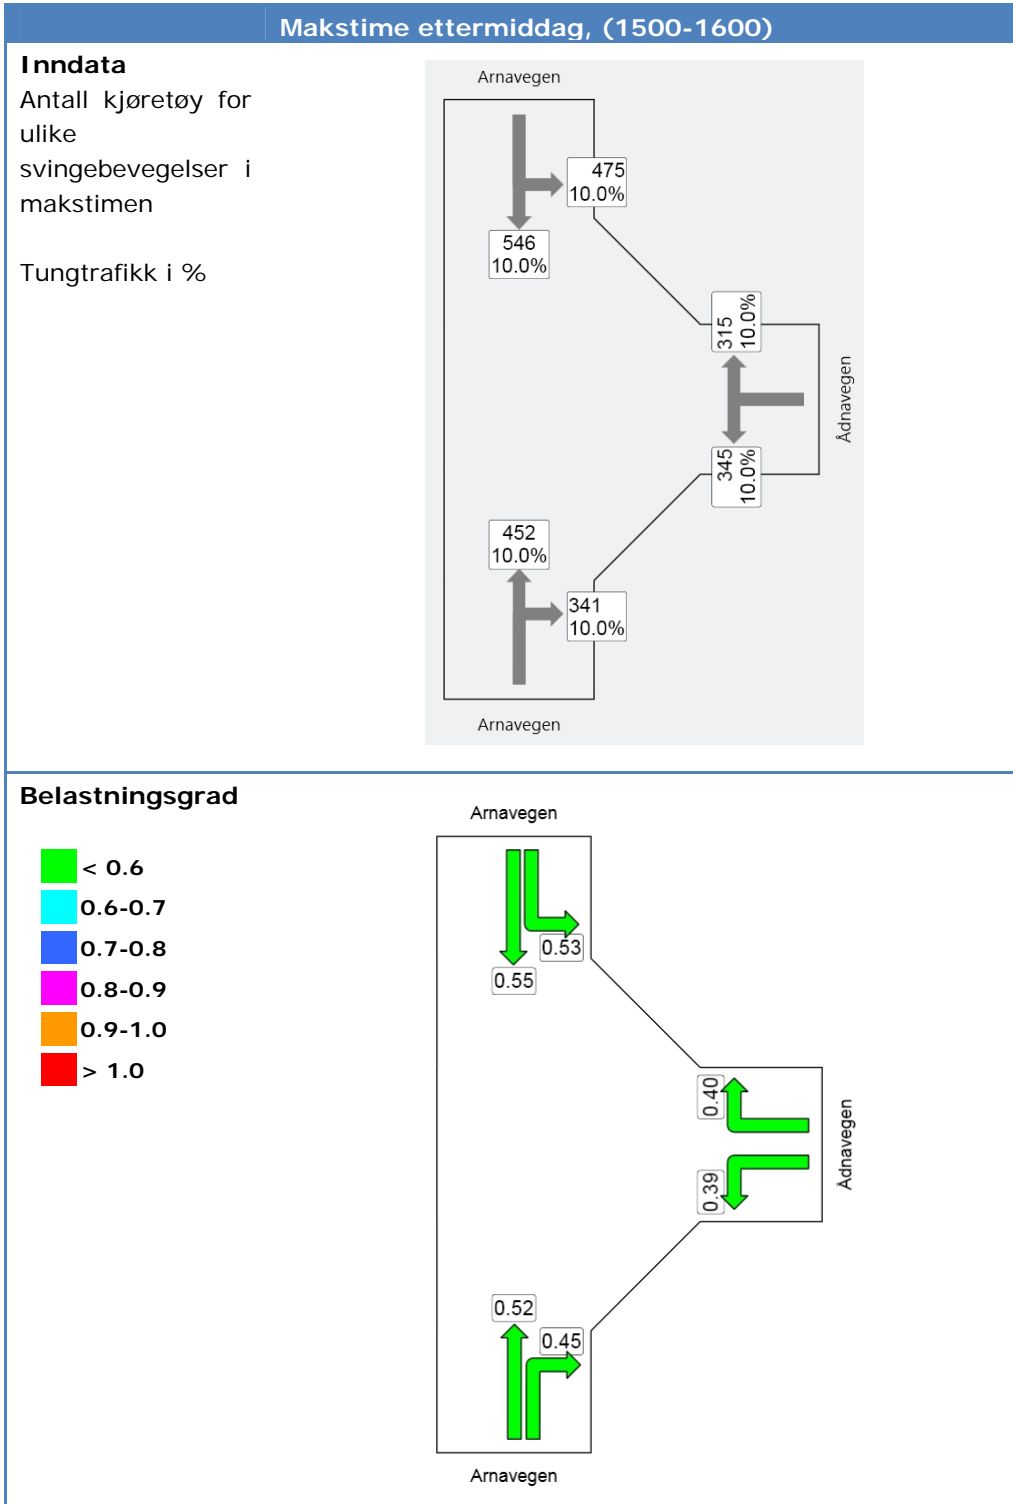 Makstime ettermiddag, (1500-1600)
Inndata
Antall kjøretøy for
ulike
svingebevegelser i
makstimen
Tungtrafikk i %
Arnavegen
475
10.0%
546
10.0%
315
10.0%
Ådnavegen
345
10.0%
452
10.0%
341
10.0%
Arnavegen
Belastningsgrad
< 0.6
0.6-0.7
0.7-0.8
0.8-0.9
0.9-1.0
> 1.0
Arnavegen
0.53
0.55
0.40
Ådnavegen
0.39
0.52
0.45
Arnavegen